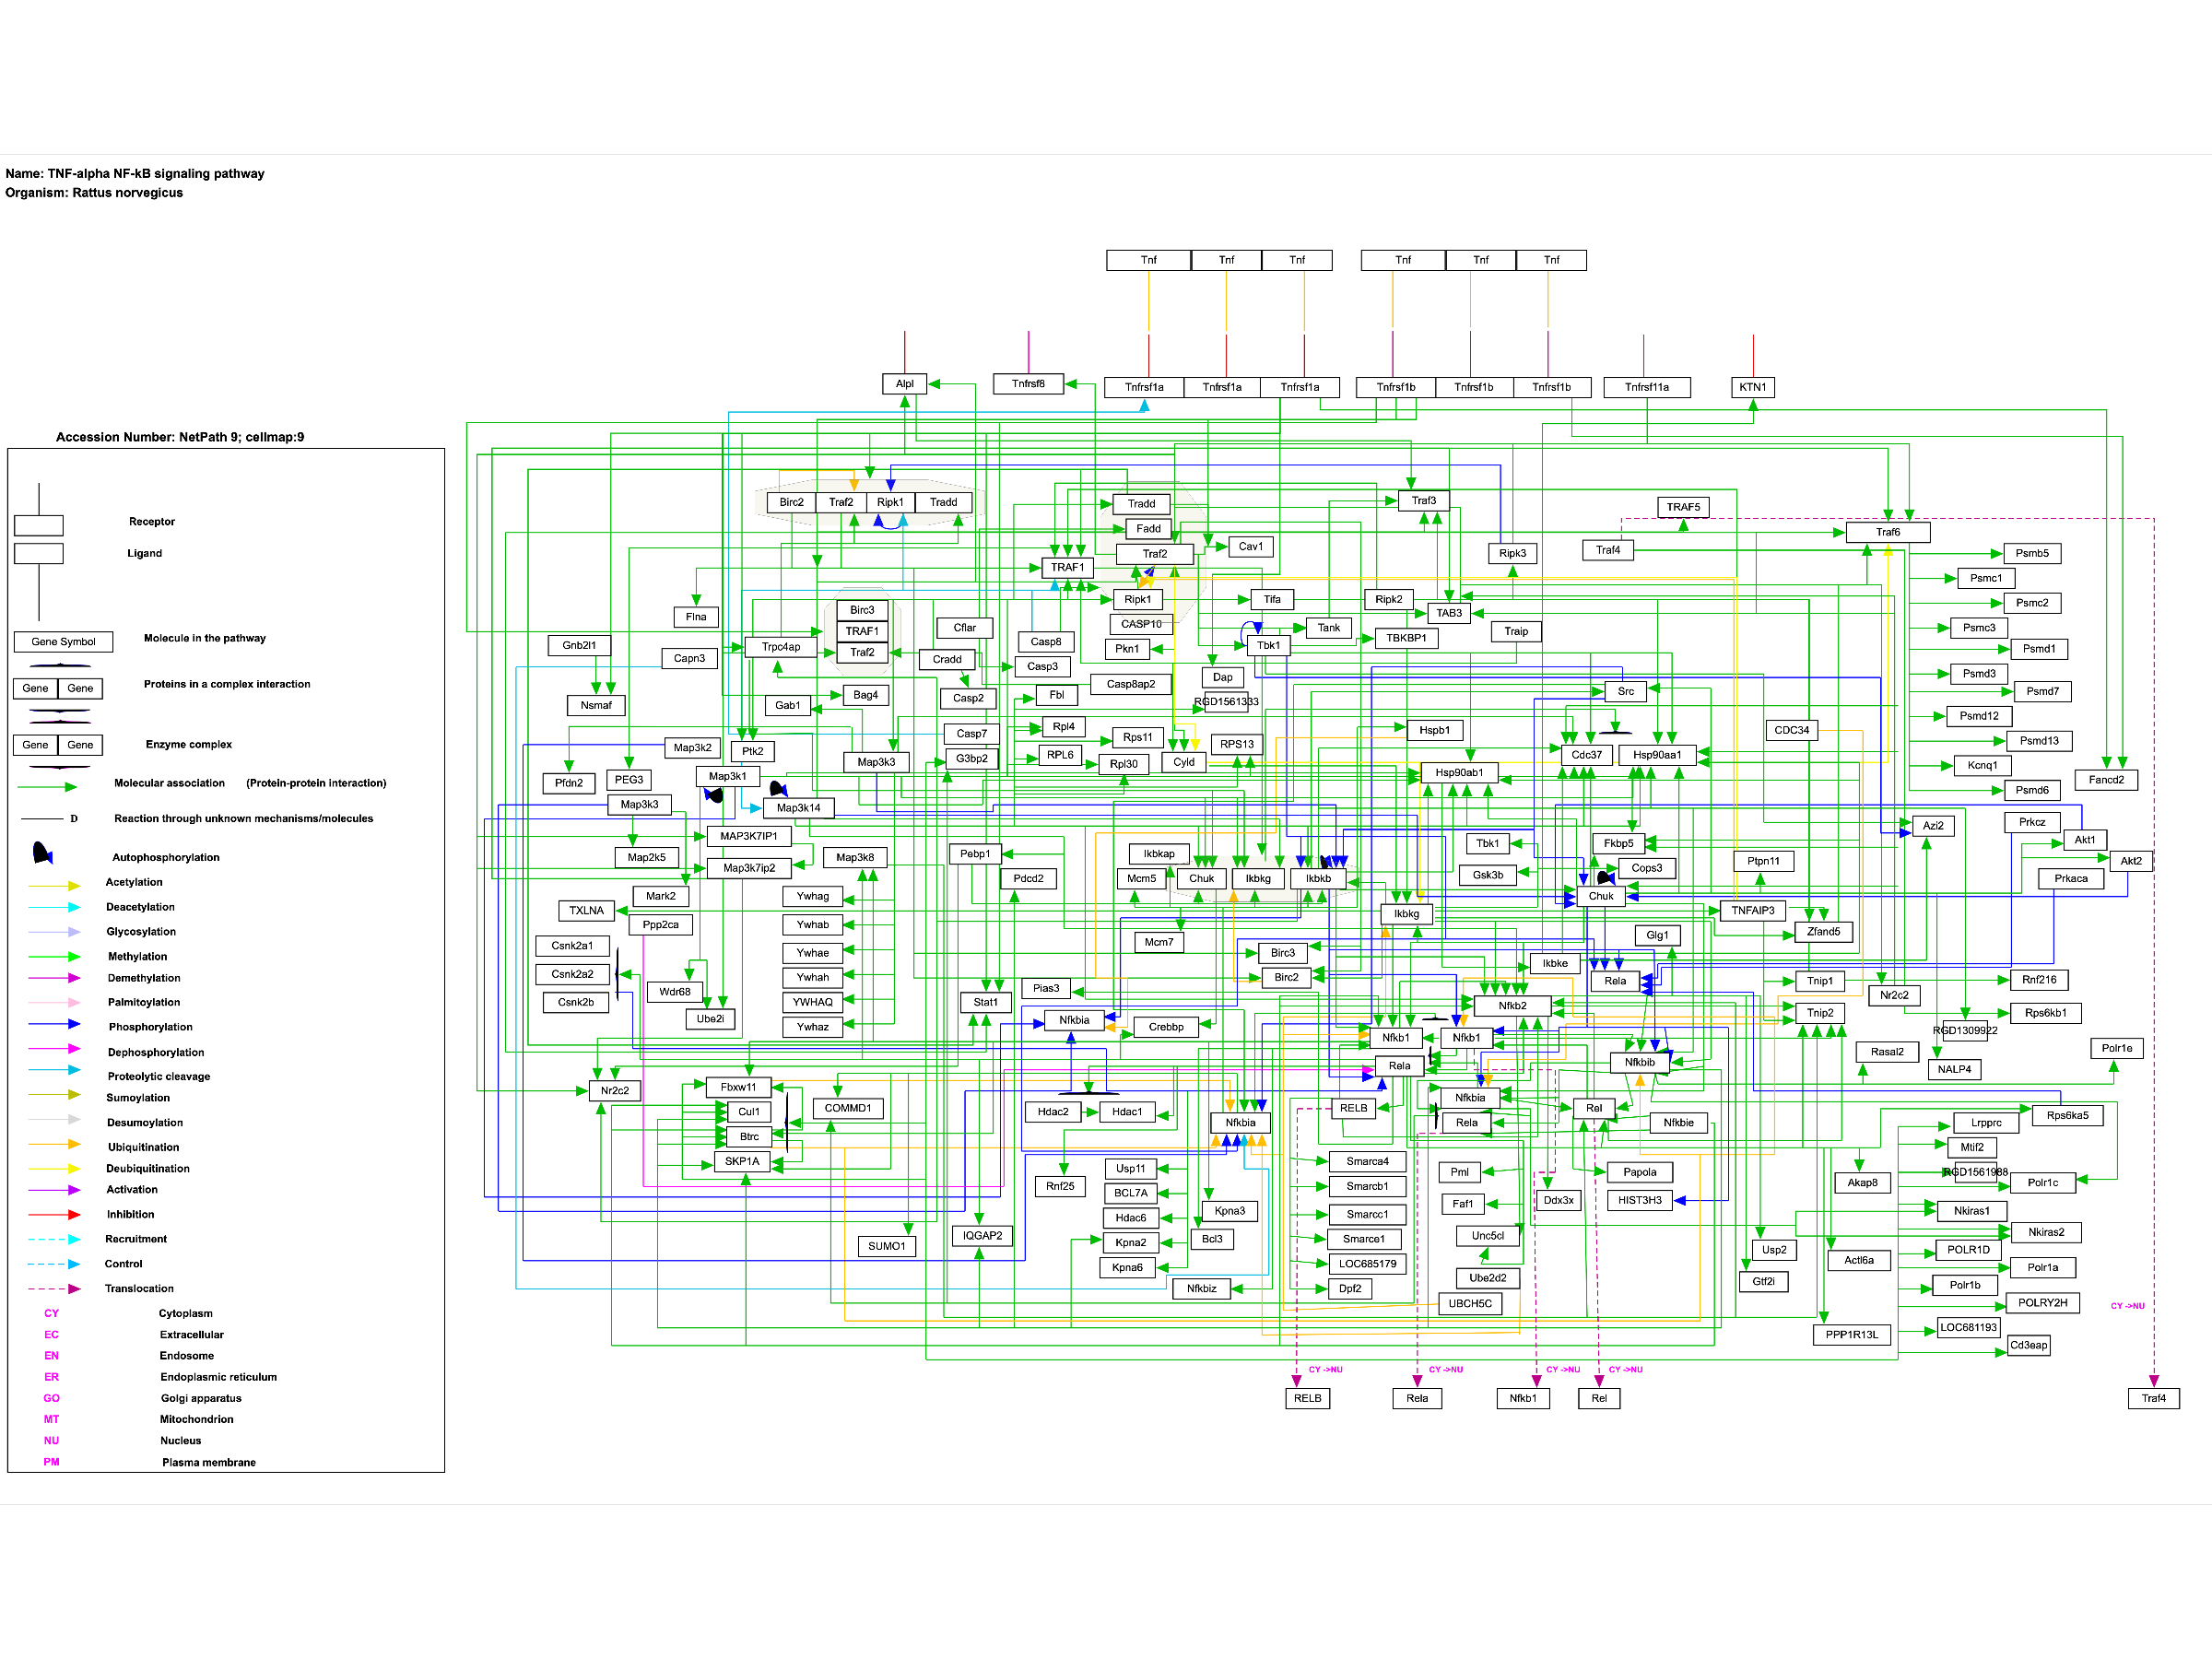 Name: TNF-alpha NF-kB signaling pathway
Organism: Rattus norvegicus
Tnf Tnf Tnf Tnf Tnf Tnf
Alpl Tnfrsf8 Tnfrsf1a Tnfrsf1a Tnfrsf1a Tnfrsf1b Tnfrsf1b Tnfrsf1b Tnfrsf11a KTN1
Accession Number: NetPath 9; cellmap:9
Receptor
Ligand
Gene Symbol Molecule in the pathway
Gene Gene Proteins in a complex interaction
Gene Gene Enzyme complex
Molecular association (Protein-protein interaction)
D Reaction through unknown mechanisms/molecules
Autophosphorylation
Acetylation
Deacetylation
Glycosylation
Methylation
Demethylation
Palmitoylation
Phosphorylation
Dephosphorylation
Proteolytic cleavage
Sumoylation
Desumoylation
Ubiquitination
Deubiquitination
Activation
Inhibition
Recruitment
Control
Translocation
CY Cytoplasm
EC Extracellular
EN Endosome
ER Endoplasmic reticulum
GO Golgi apparatus
MT Mitochondrion
NU Nucleus
PM Plasma membrane
Birc2 Traf2 Ripk1 Tradd Tradd Traf3 TRAF5
Fadd Traf6
Traf2 Cav1 Ripk3 Traf4 Psmb5
TRAF1 Psmc1
Ripk1 Tifa Ripk2 Psmc2
Flna Birc3 TAB3
CASP10 Cflar TRAF1 Tank Traip Psmc3
Gnb2l1 Trpc4ap Traf2 Casp8 Pkn1 Tbk1 TBKBP1 Psmd1
Capn3 Cradd Casp3
Dap Psmd3
Nsmaf Gab1 Bag4 Casp2 Fbl Casp8ap2 RGD1561333 Src Psmd7
Psmd12
Casp7 Rpl4 Rps11 RPS13 Hspb1 CDC34
Map3k2 Ptk2 Psmd13
Map3k3 G3bp2 RPL6 Rpl30 Cyld Cdc37 Hsp90aa1
Kcnq1
Pfdn2 PEG3 Map3k1 Hsp90ab1 Fancd2
Psmd6
Map3k3 Map3k14
MAP3K7IP1 Azi2 Prkcz
Fkbp5 Akt1
Map2k5 Map3k8 Pebp1 Ikbkap Tbk1
Map3k7ip2 Ptpn11 Akt2
Pdcd2 Mcm5 Chuk Ikbkg Ikbkb Gsk3b Cops3 Prkaca
Mark2 Ywhag Chuk
TXLNA Ikbkg TNFAIP3
Ppp2ca Ywhab Zfand5
Csnk2a1 Mcm7 Glg1
Ywhae Birc3
Csnk2a2 Ywhah Birc2 Ikbke Rela Tnip1 Rnf216
Wdr68 Pias3 Nr2c2
Csnk2b YWHAQ Stat1 Nfkb2
Ube2i Ywhaz Nfkbia Crebbp Tnip2 Rps6kb1
Nfkb1 Nfkb1 RGD1309922
Rasal2 Polr1e
Rela Nfkbib NALP4
Nr2c2 Fbxw11
Cul1 COMMD1 Hdac2 Hdac1 RELB Nfkbia Rel
Nfkbia Rela Nfkbie Lrpprc Rps6ka5
Btrc
Mtif2
SKP1A Smarca4
Usp11 Pml Papola RGD1561988
Rnf25 Akap8 Polr1c
BCL7A Smarcb1 Ddx3x HIST3H3
Hdac6 Kpna3 Smarcc1 Faf1 Nkiras1
IQGAP2 Nkiras2
SUMO1 Kpna2 Bcl3 Smarce1 Unc5cl Usp2 POLR1D
Actl6a
Kpna6 LOC685179 Polr1a
Ube2d2 Gtf2i
Nfkbiz Dpf2 Polr1b
UBCH5C POLRY2H CY ->NU
PPP1R13L LOC681193
Cd3eap
CY ->NU CY ->NU CY ->NU CY ->NU
RELB Rela Nfkb1 Rel Traf4